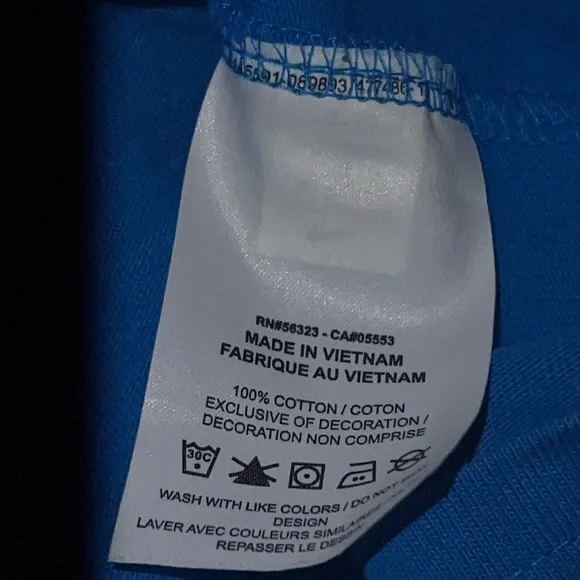 RN#56323 - CA#05553
MADE IN VIETNAM
FABRIQUE AU VIETNAM
100% COTTON / COTON
EXCLUSIVE OF DECORATION /
DECORATION NON COMPRISE
30C
WASH WITH LIKE COLORS / DO NOT
DESIGN
LAVER AVEC COULEURS SIMILAIRES
REPASSER LE